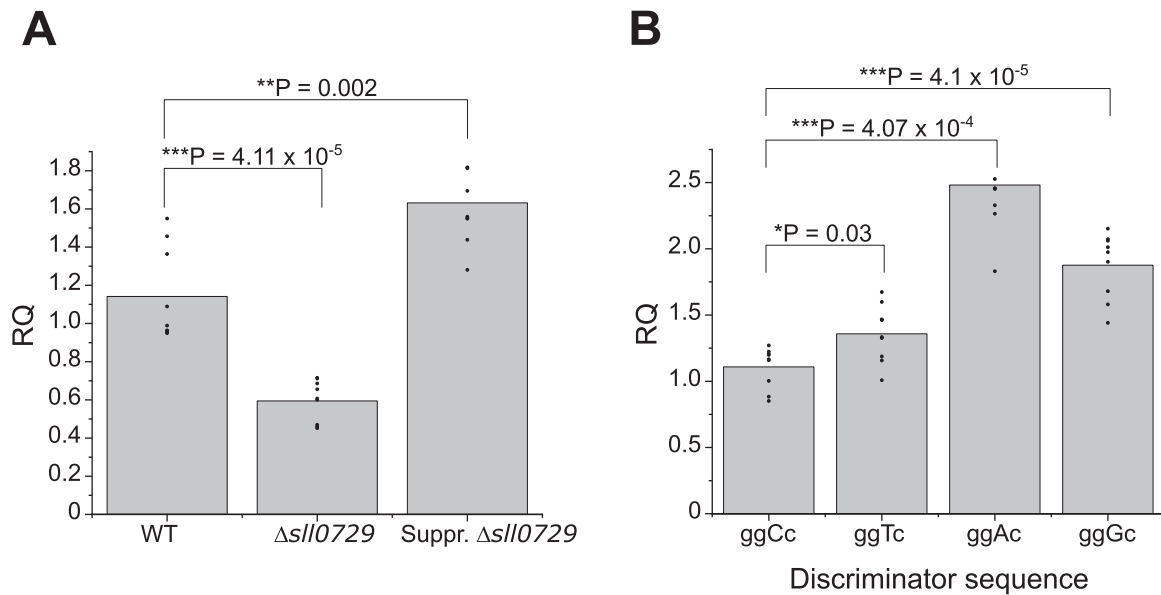 A
**P = 0.002
***P = 4.11 x 10-5
RQ
1.8
1.6
1.4
1.2
1.0
0.8
0.6
0.4
0.2
0
WT
Δsll0729
Suppr. Δsll0729
B
***P = 4.1 x 10-5
***P = 4.07 x 10-4
*P = 0.03
RQ
2.5
2.0
1.5
1.0
0.5
0
ggCc
ggTc
ggAc
ggGc
Discriminator sequence